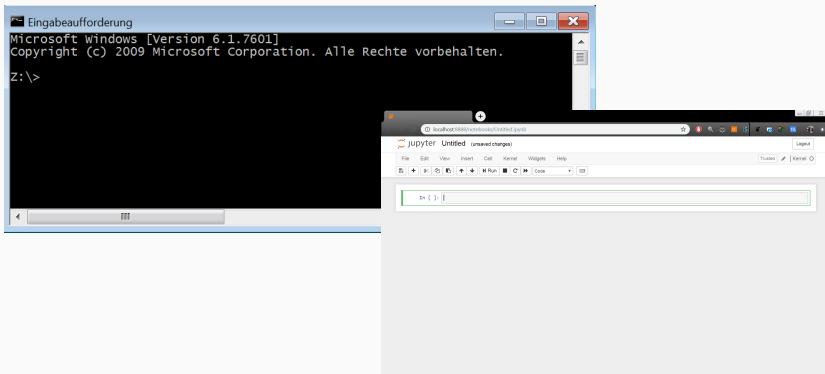 Eingabeaufforderung
Microsoft Windows [Version 6.1.7601]
Copyright (c) 2009 Microsoft Corporation. Alle Rechte vorbehalten.
Z:\>
localhost:8888/notebooks/Untitled.ipynb
jupyter Untitled (unsaved changes)
Logout
File Edit View Insert Cell Kernel Widgets Help
Trusted Kernel
Run Code
In [ ]: